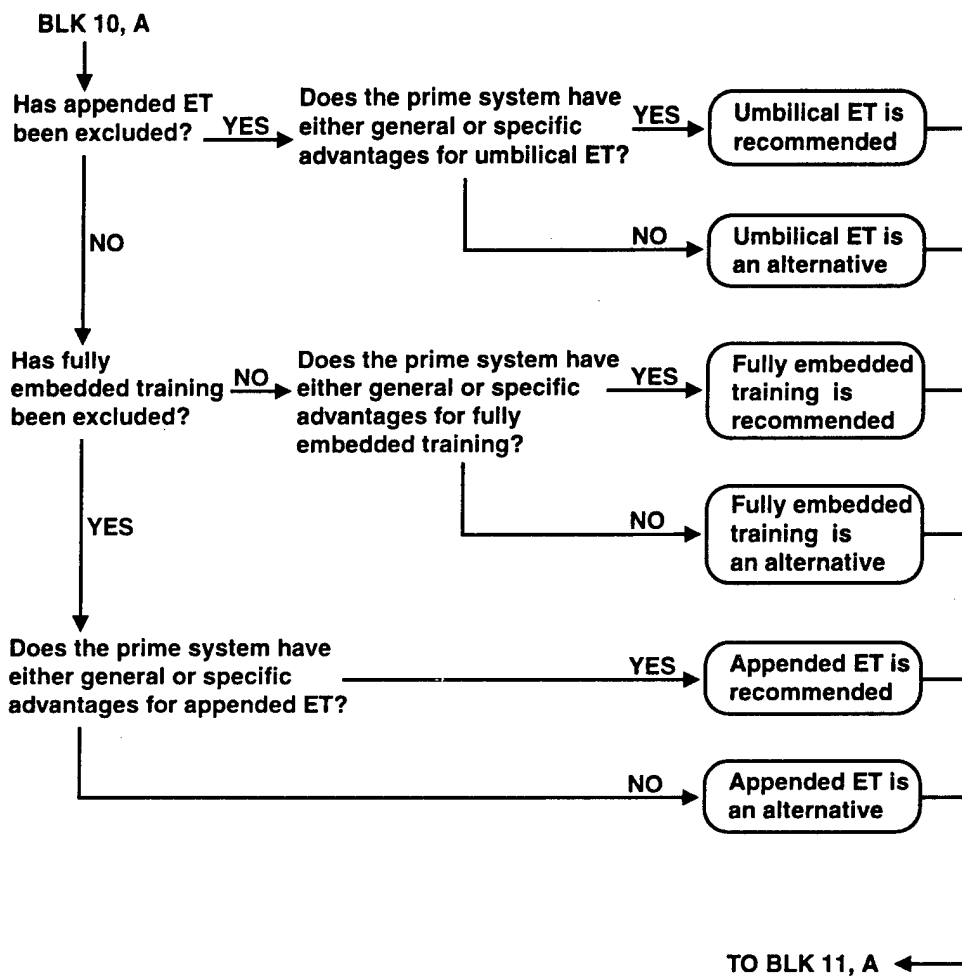 BLK 10, A
Has appended ET
been excluded?
YES
Does the prime system have
either general or specific
advantages for umbilical ET?
YES
Umbilical ET is
recommended
NO
Umbilical ET is
an alternative
NO
Has fully
embedded training
been excluded?
NO
Does the prime system have
either general or specific
advantages for fully
embedded training?
YES
Fully embedded
training is
recommended
NO
Fully embedded
training is
an alternative
YES
Does the prime system have
either general or specific
advantages for appended ET?
YES
Appended ET is
recommended
NO
Appended ET is
an alternative
TO BLK 11, A